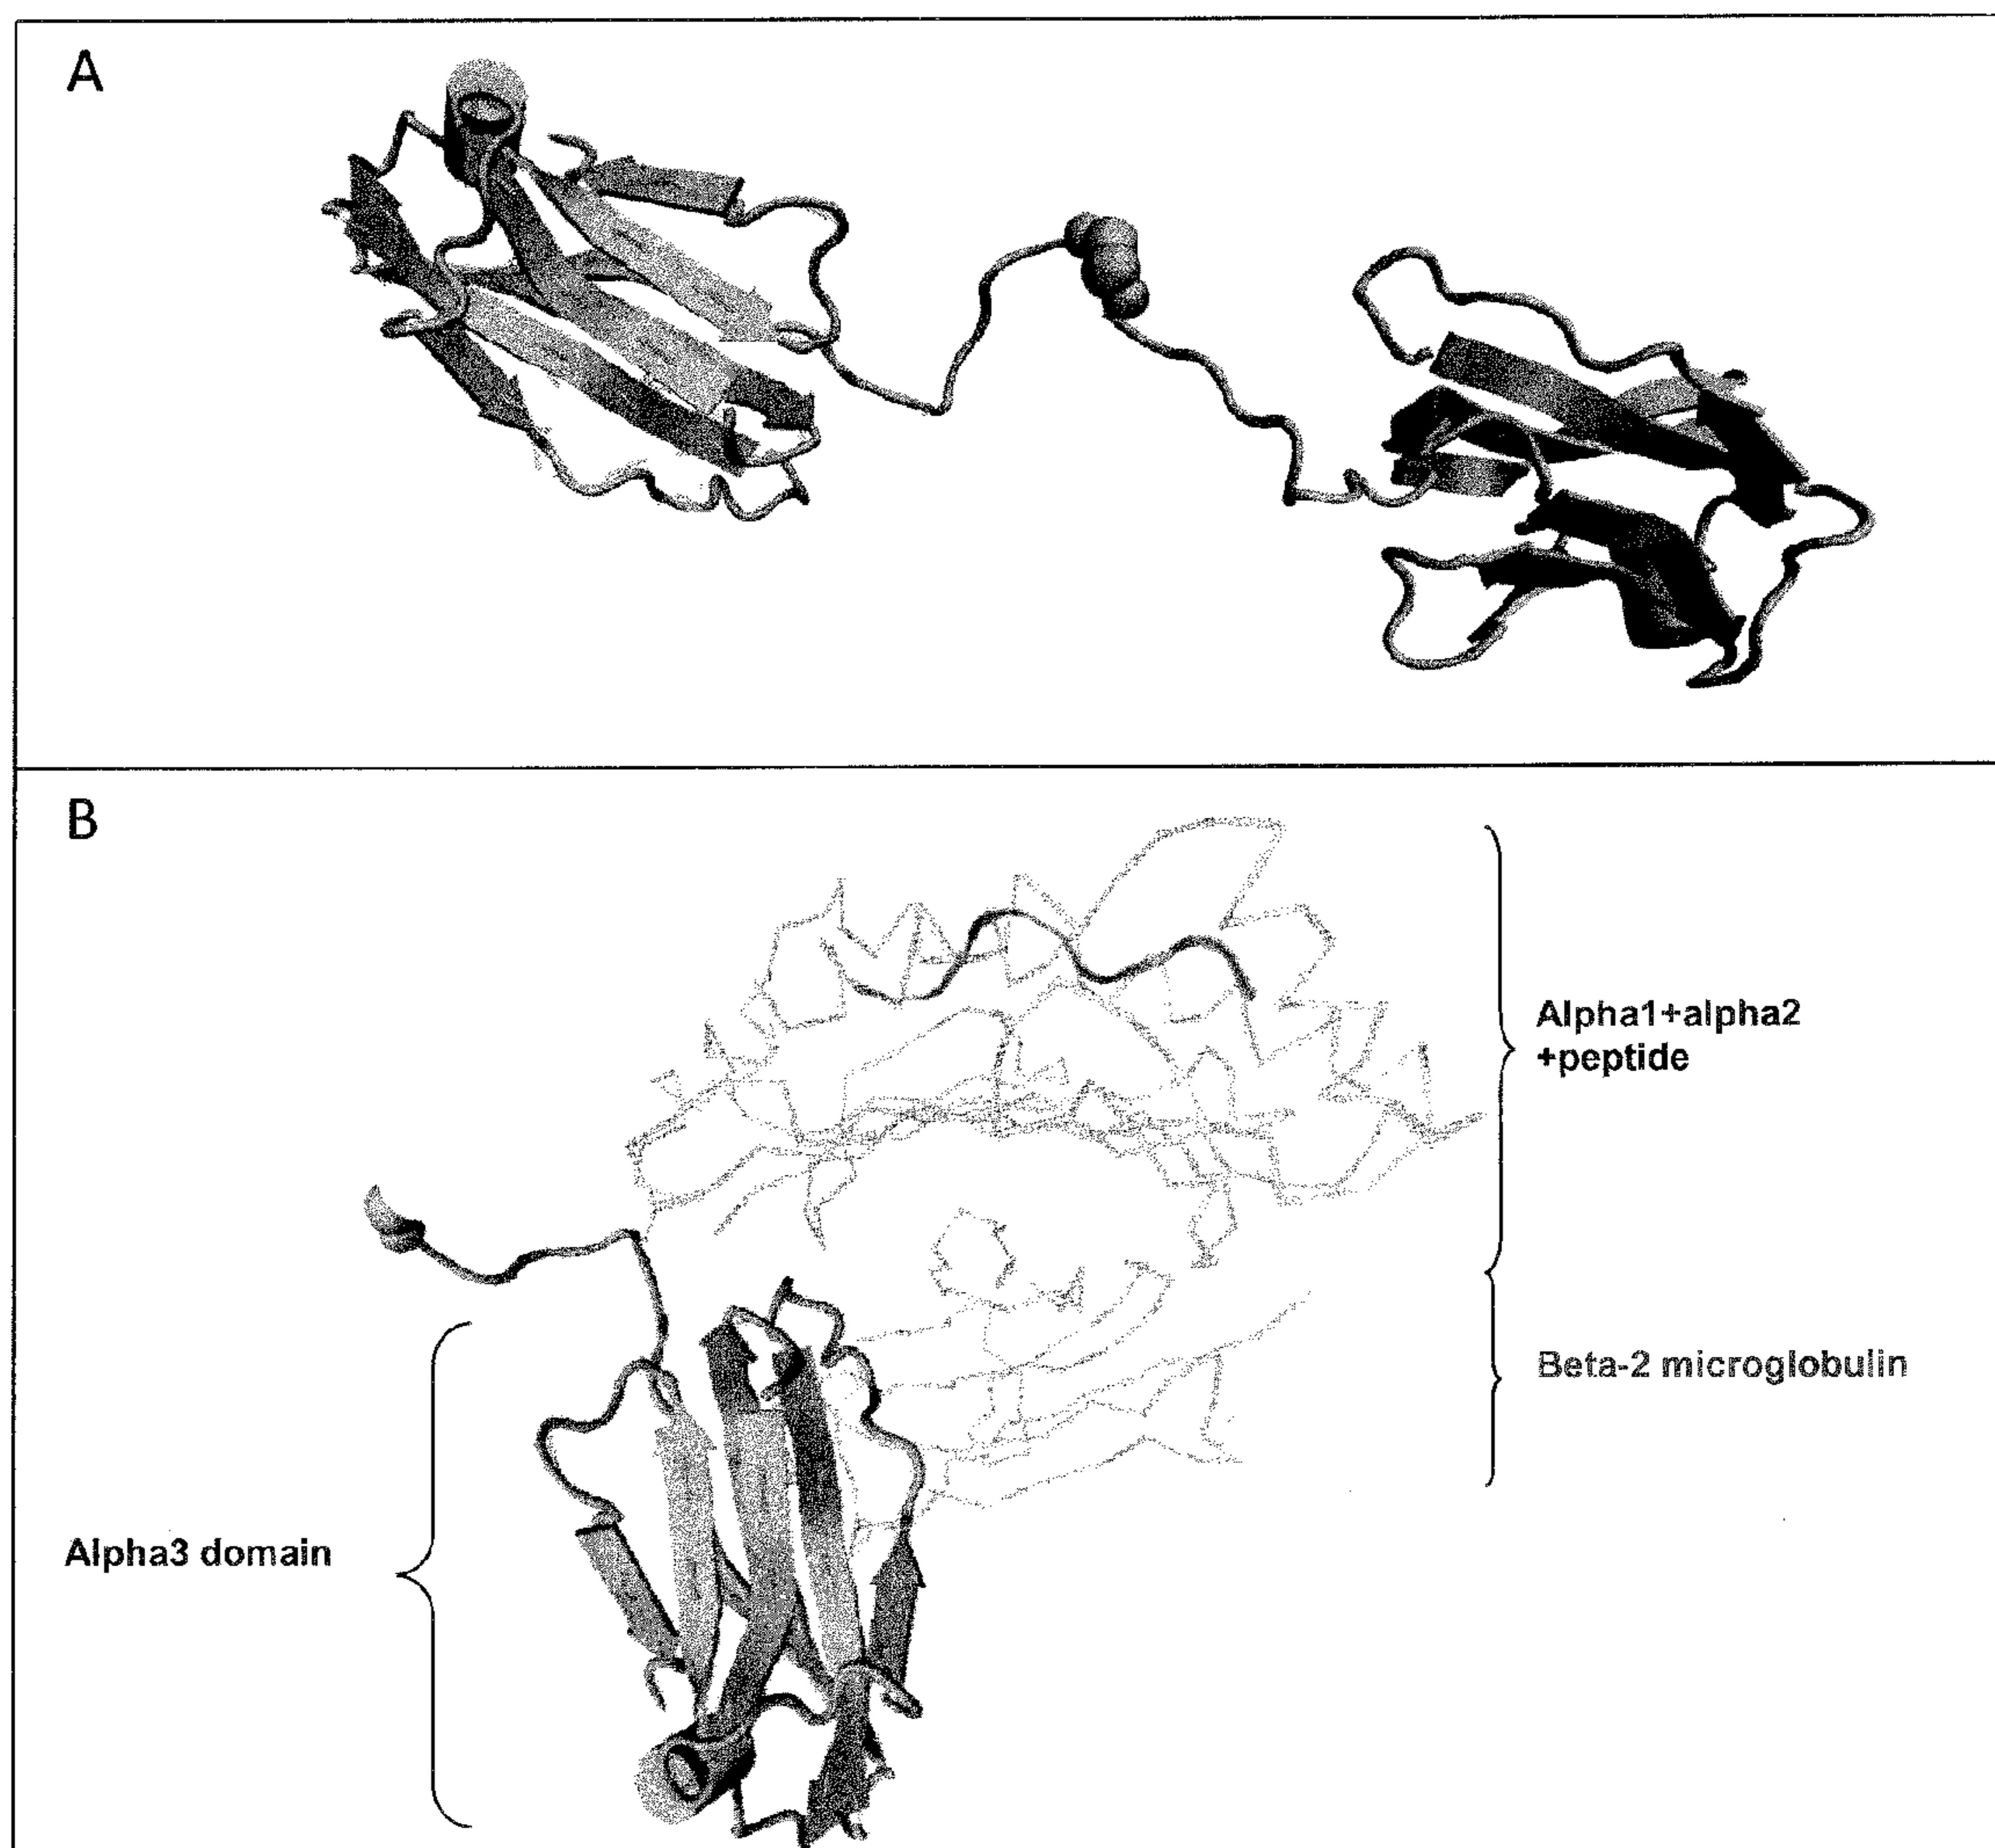 A
B
Alpha1+alpha2
+peptide
Beta-2 microglobulin
Alpha3 domain